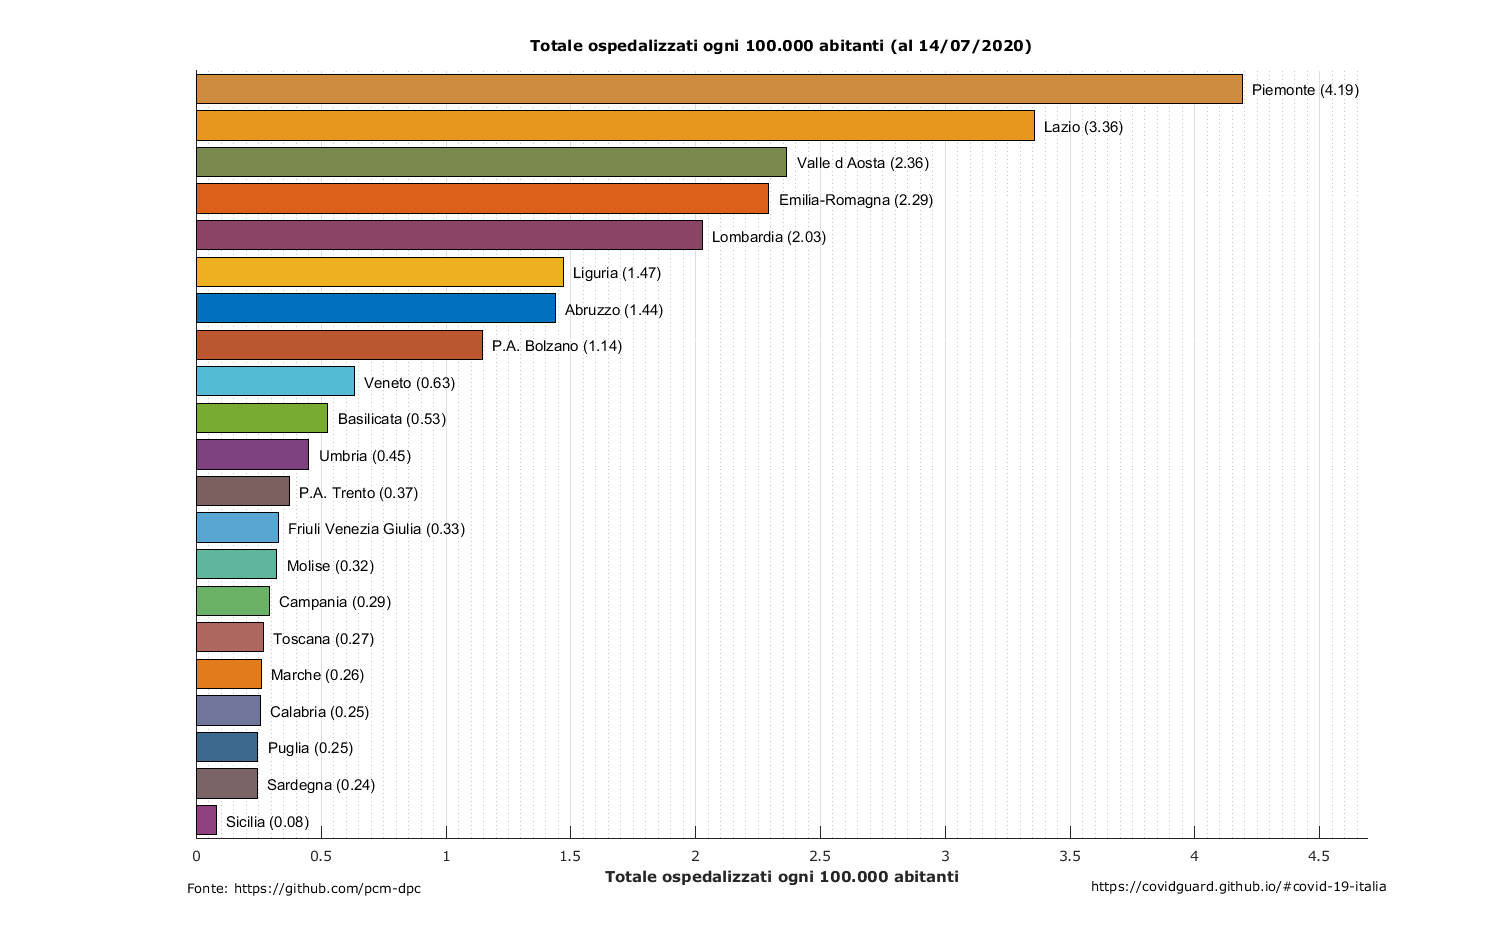 Totale ospedalizzati ogni 100.000 abitanti (al 14/07/2020)
Piemonte (4.19)
Lazio (3.36)
Valle d Aosta (2.36)
Emilia-Romagna (2.29)
Lombardia (2.03)
Liguria (1.47)
Abruzzo (1.44)
P.A. Bolzano (1.14)
Veneto (0.63)
Basilicata (0.53)
Umbria (0.45)
P.A. Trento (0.37)
Friuli Venezia Giulia (0.33)
Molise (0.32)
Campania (0.29)
Toscana (0.27)
Marche (0.26)
Calabria (0.25)
Puglia (0.25)
Sardegna (0.24)
Sicilia (0.08)
0 0.5 1 1.5 2 2.5 3 3.5 4 4.5
Totale ospedalizzati ogni 100.000 abitanti
Fonte: https://github.com/pcm-dpc
https://covidguard.github.io/#covid-19-italia